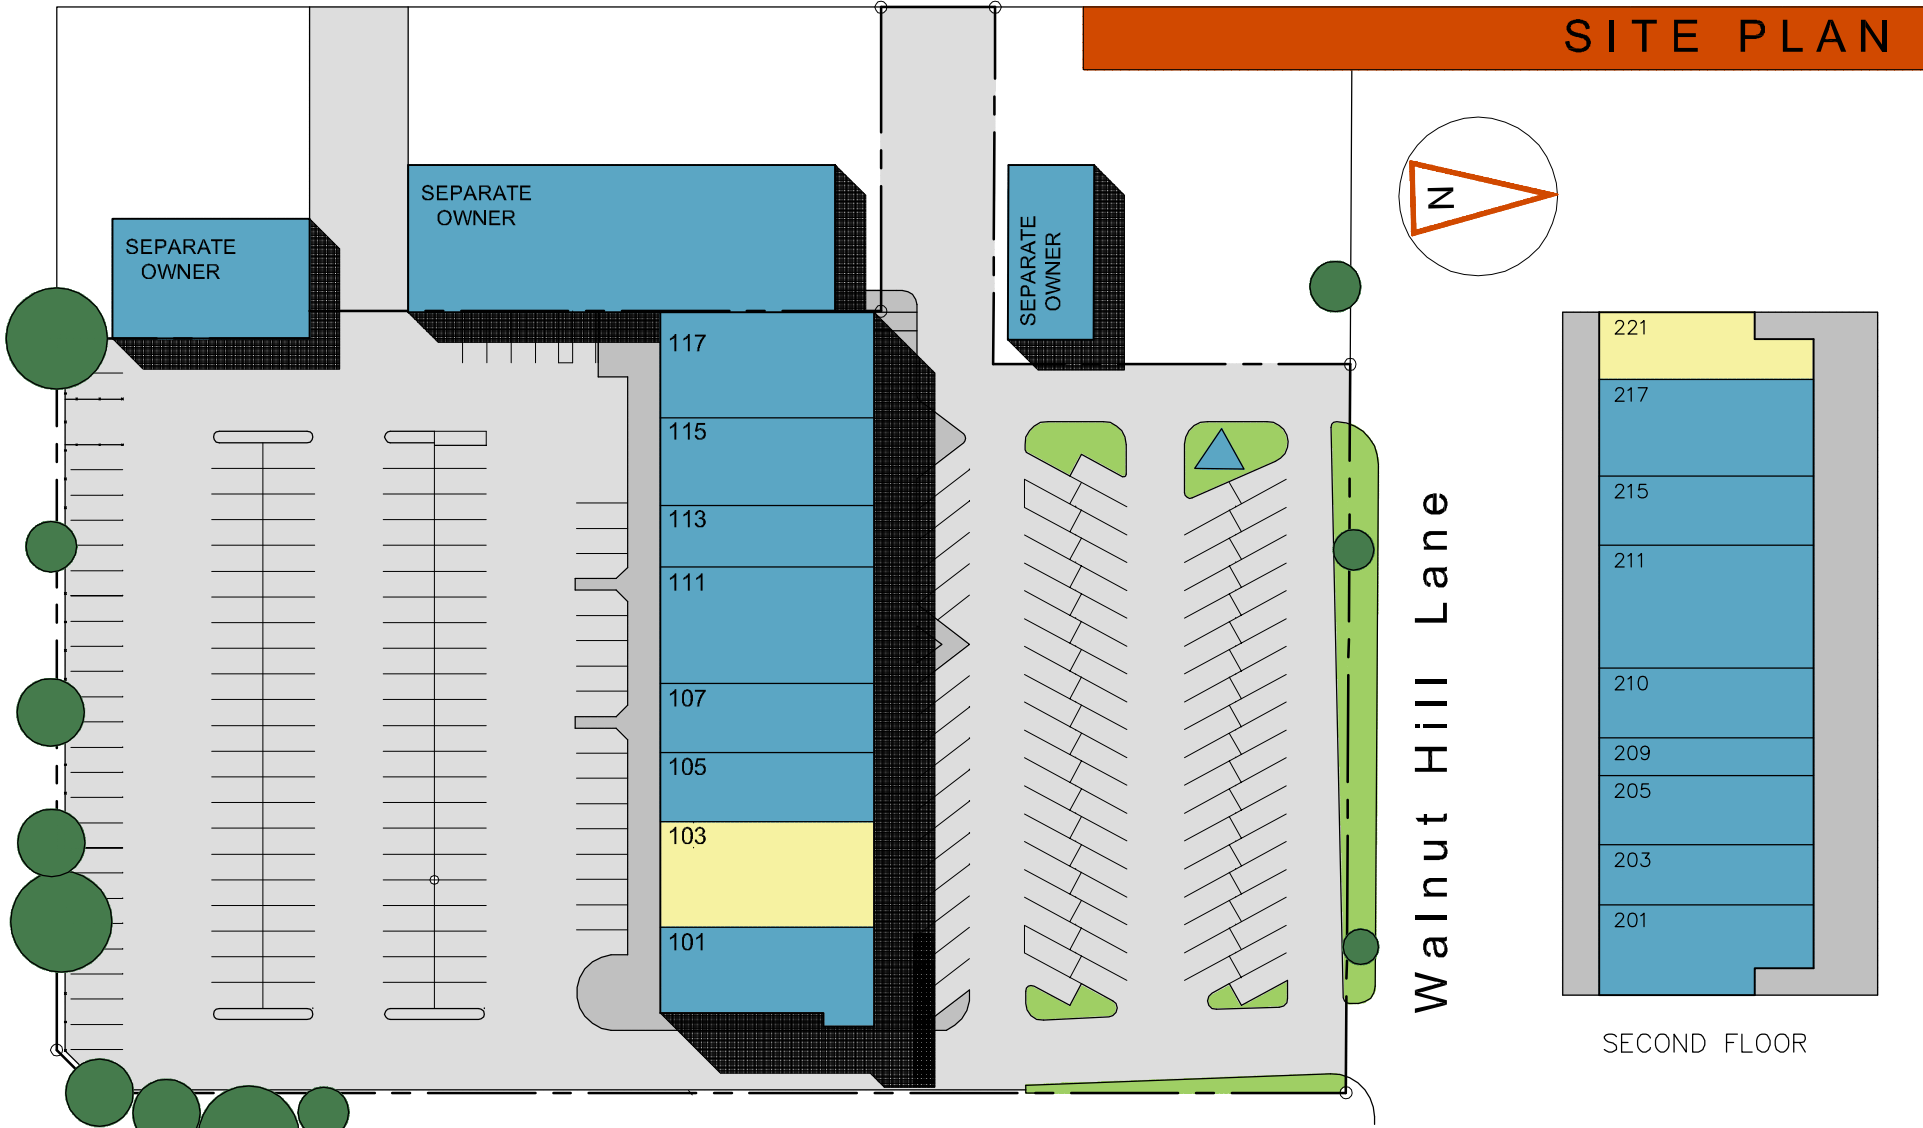 SITE PLAN
SEPARATE
OWNER
SEPARATE
OWNER
SEPARATE
OWNER
N
117
115
113
111
107
105
103
101
Walnut Hill Lane
221
217
215
211
210
209
205
203
201
SECOND FLOOR